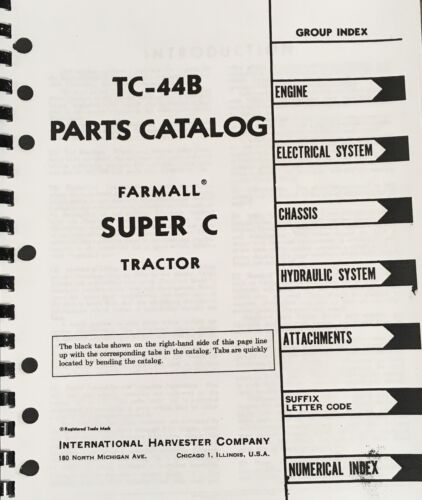 TC-44B
PARTS CATALOG
FARMALL®
SUPER C
TRACTOR
The black tabs shown on the right-hand side of this page line
up with the corresponding tabs in the catalog. Tabs are quickly
located by bending the catalog.
®Registered Trade Mark
INTERNATIONAL HARVESTER COMPANY
180 NORTH MICHIGAN AVE. CHICAGO 1, ILLINOIS, U.S.A.
GROUP INDEX
ENGINE
ELECTRICAL SYSTEM
CHASSIS
HYDRAULIC SYSTEM
ATTACHMENTS
SUFFIX
LETTER CODE
NUMERICAL INDEX